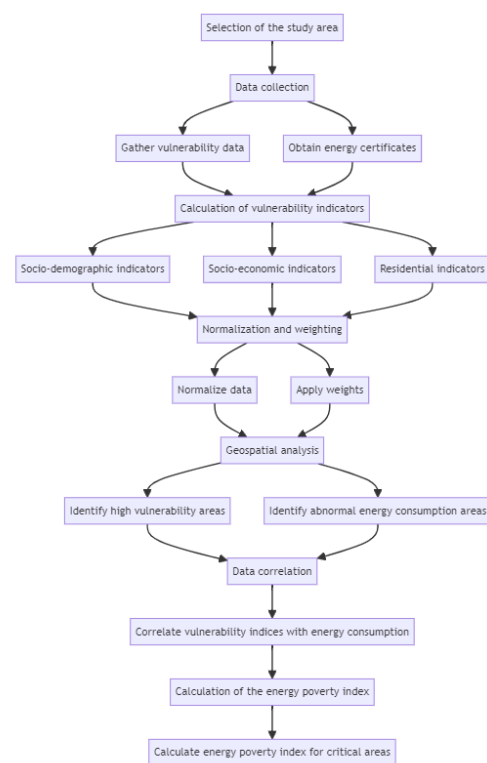 Selection of the study area
Data collection
Gather vulnerability data
Obtain energy certificates
Calculation of vulnerability indicators
Socio-demographic indicators
Socio-economic indicators
Residential indicators
Normalization and weighting
Normalize data
Apply weights
Geospatial analysis
Identify high vulnerability areas
Identify abnormal energy consumption areas
Data correlation
Correlate vulnerability indices with energy consumption
Calculation of the energy poverty index
Calculate energy poverty index for critical areas